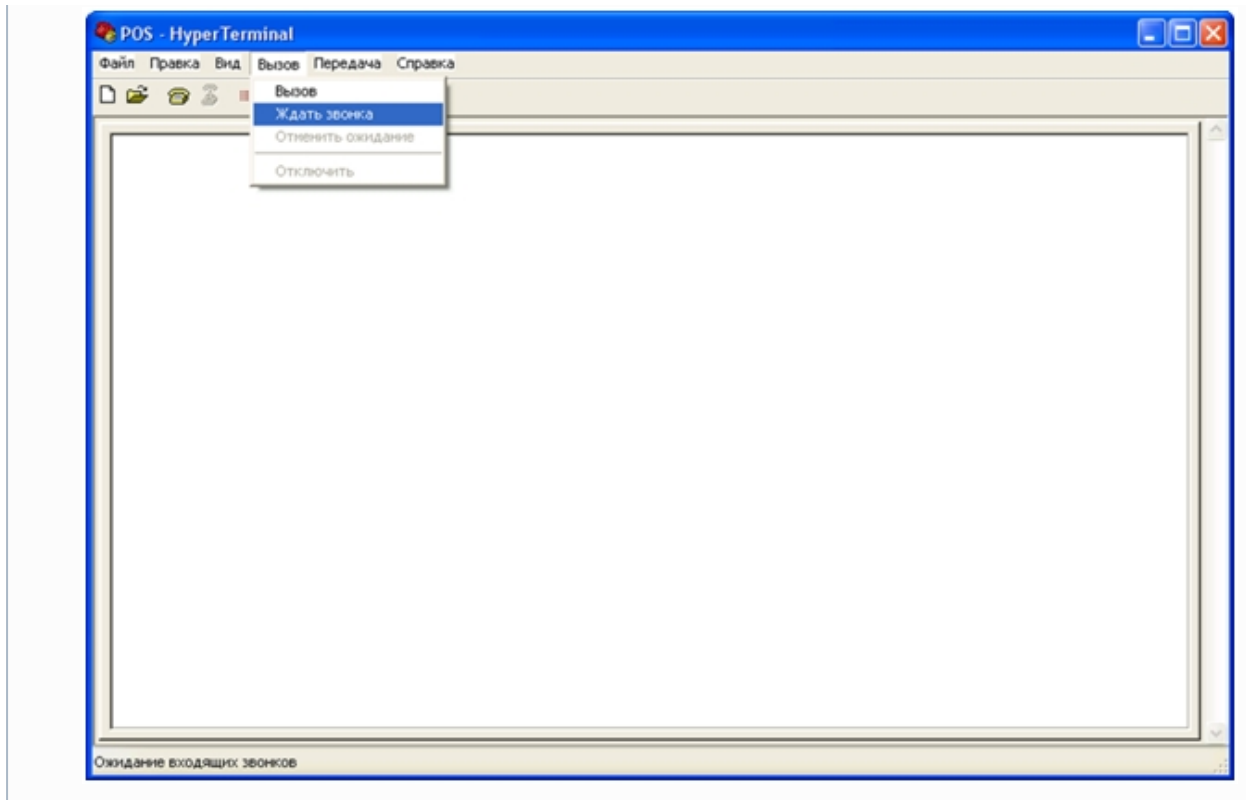 POS - HyperTerminal
Файл Правка Вид Вызов Передача Справка
Вызов
Ждать звонка
Отменить ожидание
Отключить
Ожидание входящих звонков